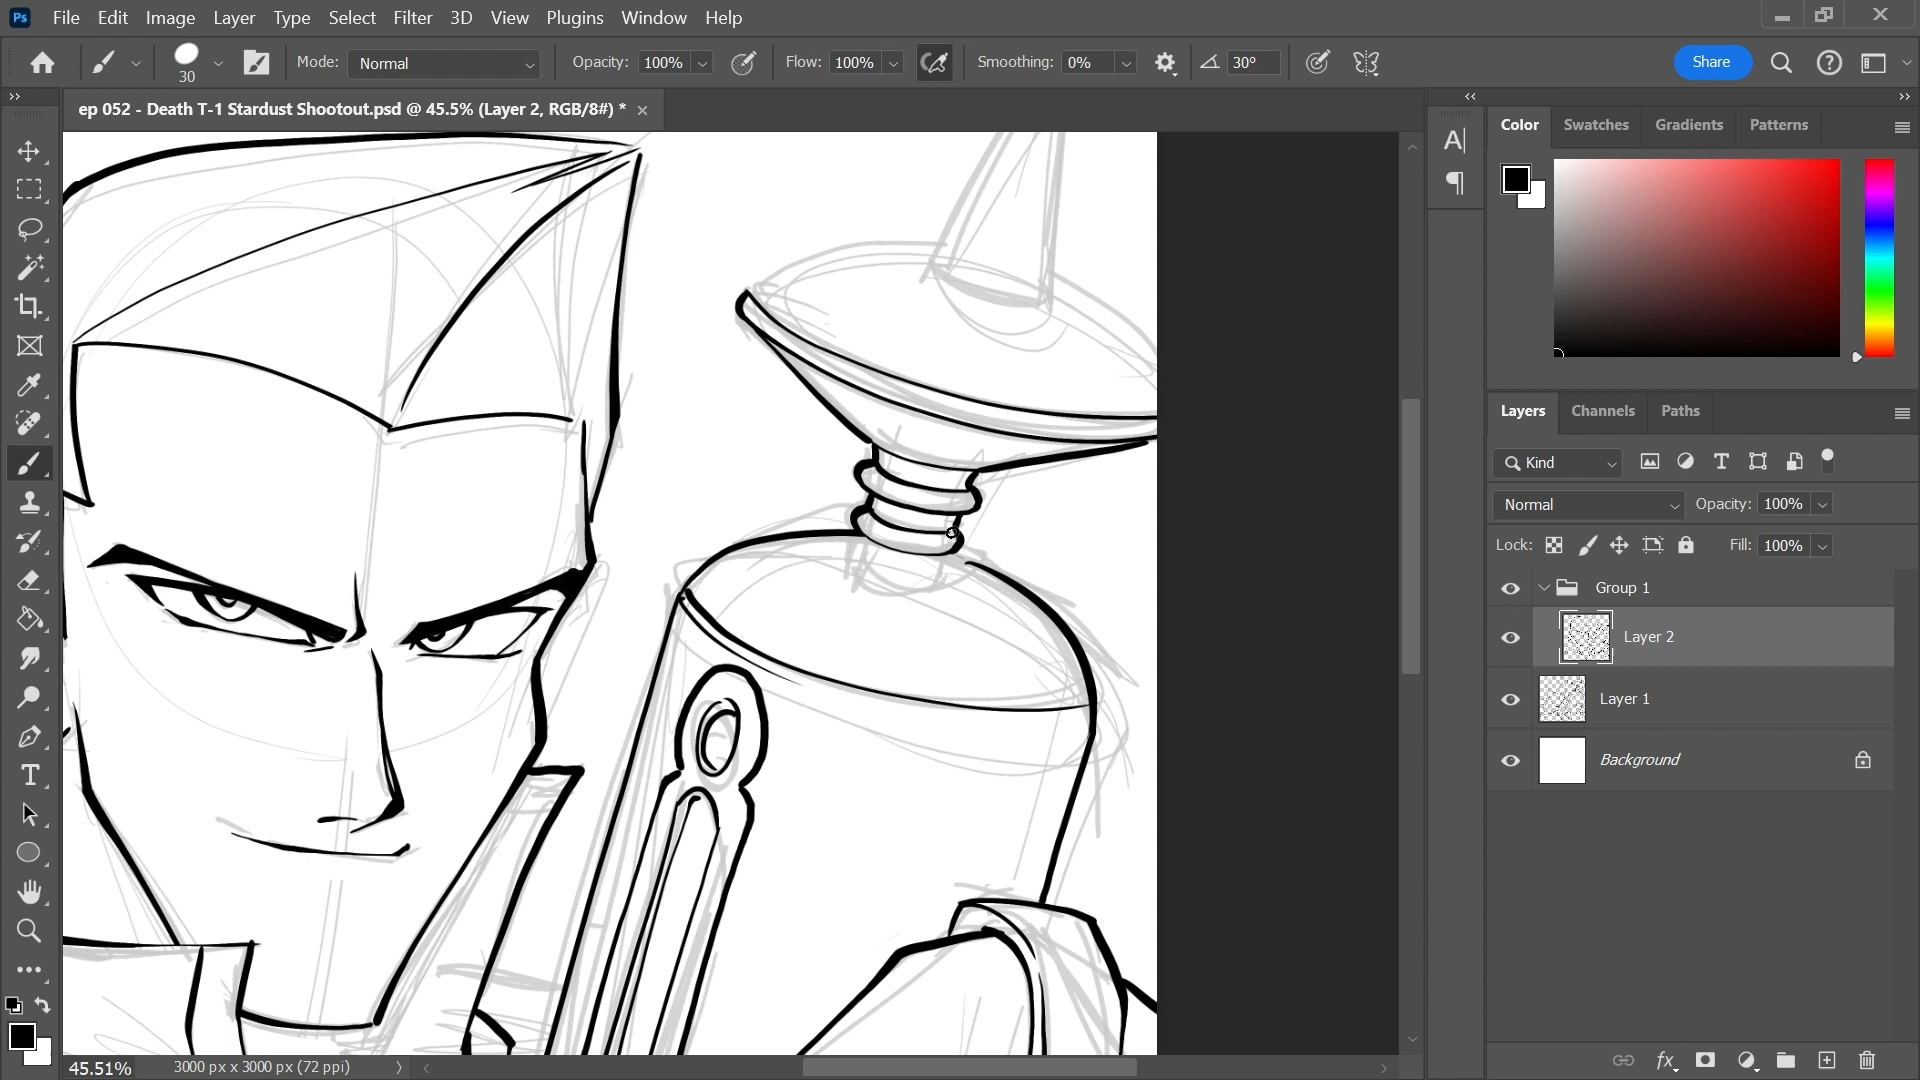 Ps File Edit Image Layer Type Select Filter 3D View Plugins Window Help
30 Mode: Normal Opacity: 100% Flow: 100% Smoothing: 0% 30° Share
ep 052 - Death T-1 Stardust Shootout.psd @ 45.5% (Layer 2, RGB/8#) *
Color Swatches Gradients Patterns
Layers Channels Paths
Kind
Normal Opacity: 100%
Lock: Fill: 100%
Group 1
Layer 2
Layer 1
Background
fx
45.51% 3000 px x 3000 px (72 ppi)